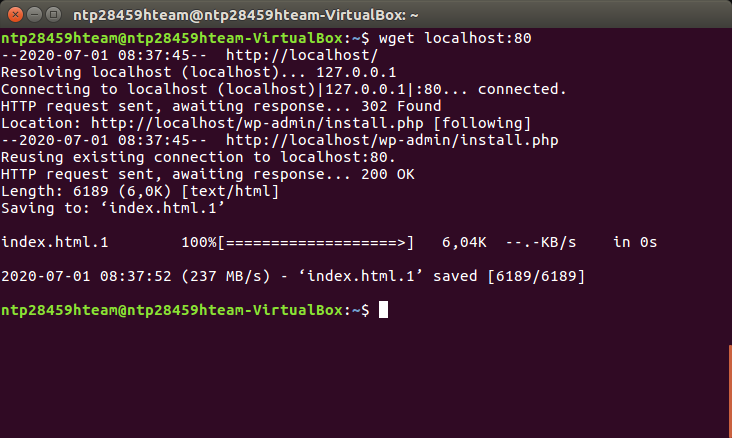 ntp28459hteam@ntp28459hteam-VirtualBox: ~
ntp28459hteam@ntp28459hteam-VirtualBox:~$ wget localhost:80
--2020-07-01 08:37:45--  http://localhost/
Resolving localhost (localhost)... 127.0.0.1
Connecting to localhost (localhost)|127.0.0.1|:80... connected.
HTTP request sent, awaiting response... 302 Found
Location: http://localhost/wp-admin/install.php [following]
--2020-07-01 08:37:45--  http://localhost/wp-admin/install.php
Reusing existing connection to localhost:80.
HTTP request sent, awaiting response... 200 OK
Length: 6189 (6,0K) [text/html]
Saving to: ‘index.html.1’
index.html.1        100%[===================>]   6,04K  --.-KB/s    in 0s
2020-07-01 08:37:52 (237 MB/s) - ‘index.html.1’ saved [6189/6189]
ntp28459hteam@ntp28459hteam-VirtualBox:~$